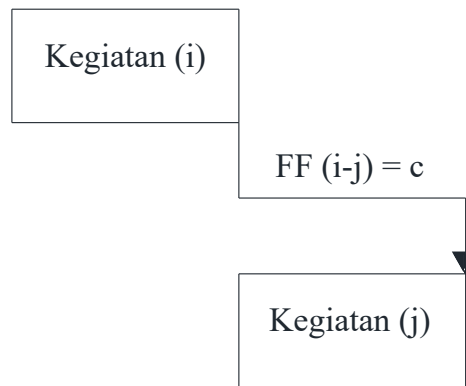 Kegiatan (i)
FF (i-j) = c
Kegiatan (j)